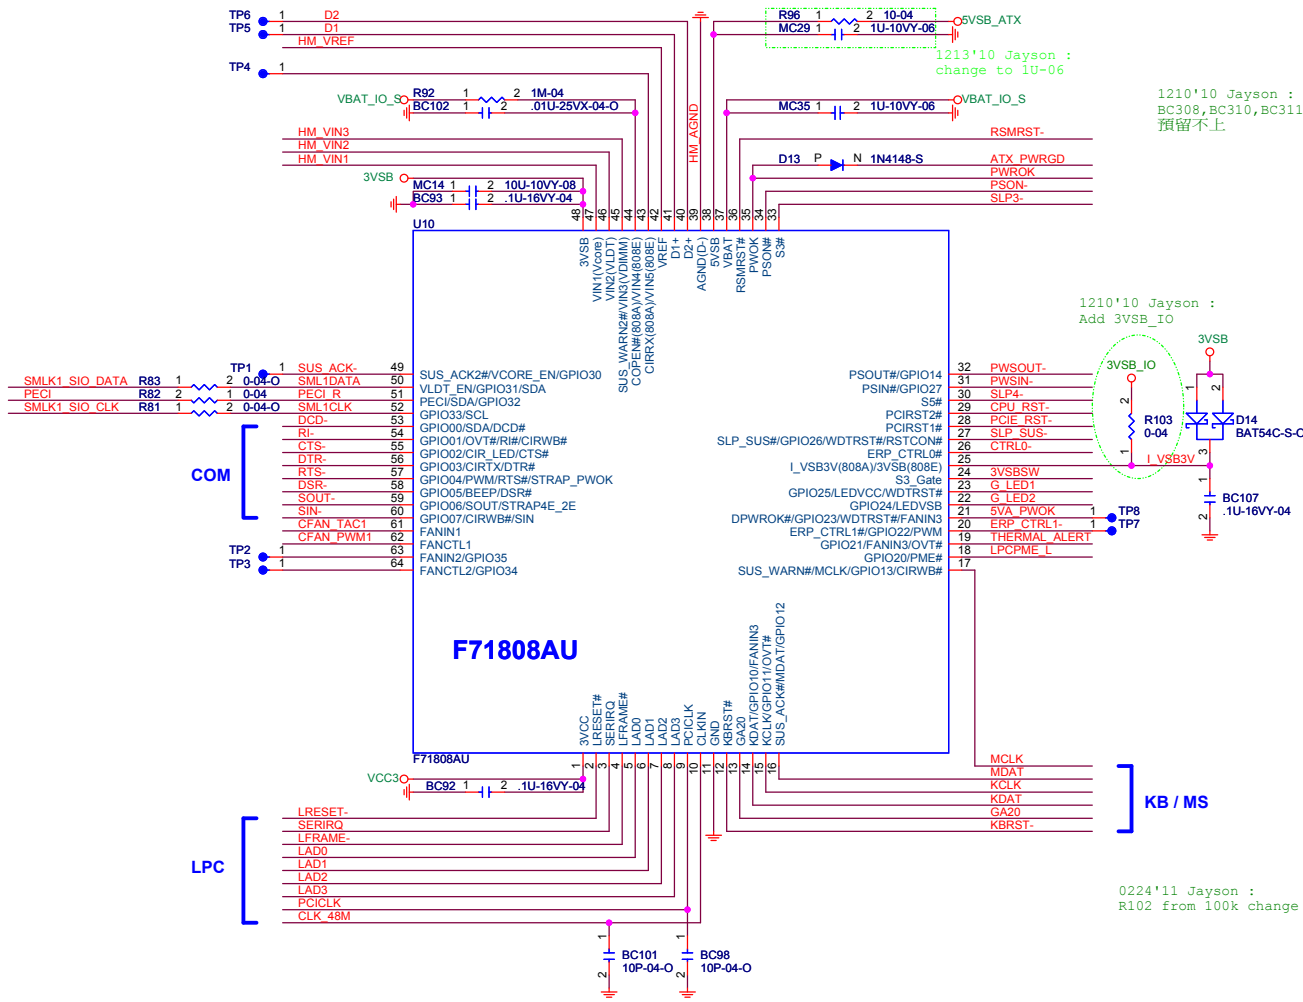 TP6 1 D2
TP5 1 D1
HM_VREF
TP4 1
R96 1 2 10-04
5VSB_ATX
MC29 1 2 1U-10VY-06
1213'10 Jayson :
change to 1U-06
VBAT_IO_S
R92 1 2 1M-04
BC102 1 2 .01U-25VX-04-O
VBAT_IO_S
MC35 1 2 1U-10VY-06
1210'10 Jayson :
BC308,BC310,BC311
預留不上
HM_AGND
HM_VIN3
HM_VIN2
HM_VIN1
RSMRST-
D13 P N 1N4148-S
ATX_PWRGD
PWROK
PSON-
SLP3-
3VSB
MC14 1 2 10U-10VY-08
BC93 1 2 .1U-16VY-04
48 47 46 45 44 43 42 41 40 39 38 37 36 35 34 33
U10
3VSB
VIN1(Vcore)
VIN2(VLDT)
SUS_WARN2#/VIN3(VDIMM)
COPEN#(808A)/VIN4(808E)
CIRRX(808A)/VIN5(808E)
VREF
D1+
D2+
AGND(D-)
5VSB
VBAT
RSMRST#
PWOK
PSON#
S3#
1210'10 Jayson :
Add 3VSB_IO
3VSB
3VSB_IO
TP1 1 SUS_ACK- 49 SUS_ACK2#/VCORE_EN/GPIO30
SMLK1_SIO_DATA R83 1 2 0-04-O SML1DATA 50 VLDT_EN/GPIO31/SDA
PECI R82 2 1 0-04 PECI_R 51 PECI/SDA/GPIO32
SMLK1_SIO_CLK R81 1 2 0-04-O SML1CLK 52 GPIO33/SCL
DCD- 53 GPIO00/SDA/DCD#
RI- 54 GPIO01/OVT#/RI#/CIRWB#
CTS- 55 GPIO02/CIR_LED/CTS#
DTR- 56 GPIO03/CIRTX/DTR#
COM
RTS- 57 GPIO04/PWM/RTS#/STRAP_PWOK
DSR- 58 GPIO05/BEEP/DSR#
SOUT- 59 GPIO06/SOUT/STRAP4E_2E
SIN- 60 GPIO07/CIRWB#/SIN
CFAN_TAC1 61 FANIN1
CFAN_PWM1 62 FANCTL1
TP2 1 63 FANIN2/GPIO35
TP3 1 64 FANCTL2/GPIO34
PSOUT#/GPIO14 32 PWSOUT-
PSIN#/GPIO27 31 PWSIN-
S5# 30 SLP4-
PCIRST2# 29 CPU_RST-
PCIRST1# 28 PCIE_RST-
SLP_SUS#/GPIO26/WDTRST#/RSTCON# 27 SLP_SUS-
ERP_CTRL0# 26 CTRL0-
I_VSB3V(808A)/3VSB(808E) 25 I_VSB3V
S3_Gate 24 3VSBSW
GPIO25/LEDVCC/WDTRST# 23 G_LED1
GPIO24/LEDVSB 22 G_LED2
DPWROK#/GPIO23/WDTRST#/FANIN3 21 5VA_PWOK 1 TP8
ERP_CTRL1#/GPIO22/PWM 20 ERP_CTRL1- 1 TP7
GPIO21/FANIN3/OVT# 19 THERMAL_ALERT
GPIO20/PME# 18 LPCPME_L
SUS_WARN#/MCLK/GPIO13/CIRWB# 17
2
R103
0-04
1
1 2
D14
BAT54C-S-O
3
1
BC107
.1U-16VY-04
2
F71808AU
3VCC
LRESET#
SERIRQ
LFRAME#
LAD0
LAD1
LAD2
LAD3
PCICLK
CLKIN
GND
KBRST#
GA20
KDAT/GPIO10/FANIN3
KCLK/GPIO11/OVT#
SUS_ACK#/MDAT/GPIO12
F71808AU
1 2 3 4 5 6 7 8 9 10 11 12 13 14 15 16
VCC3
BC92 1 2 .1U-16VY-04
LRESET-
SERIRQ
LFRAME-
LAD0
LPC
LAD1
LAD2
LAD3
PCICLK
CLK_48M
MCLK
MDAT
KCLK
KDAT
GA20
KBRST-
KB / MS
0224'11 Jayson :
R102 from 100k change
1
BC101
10P-04-O
2
1
BC98
10P-04-O
2